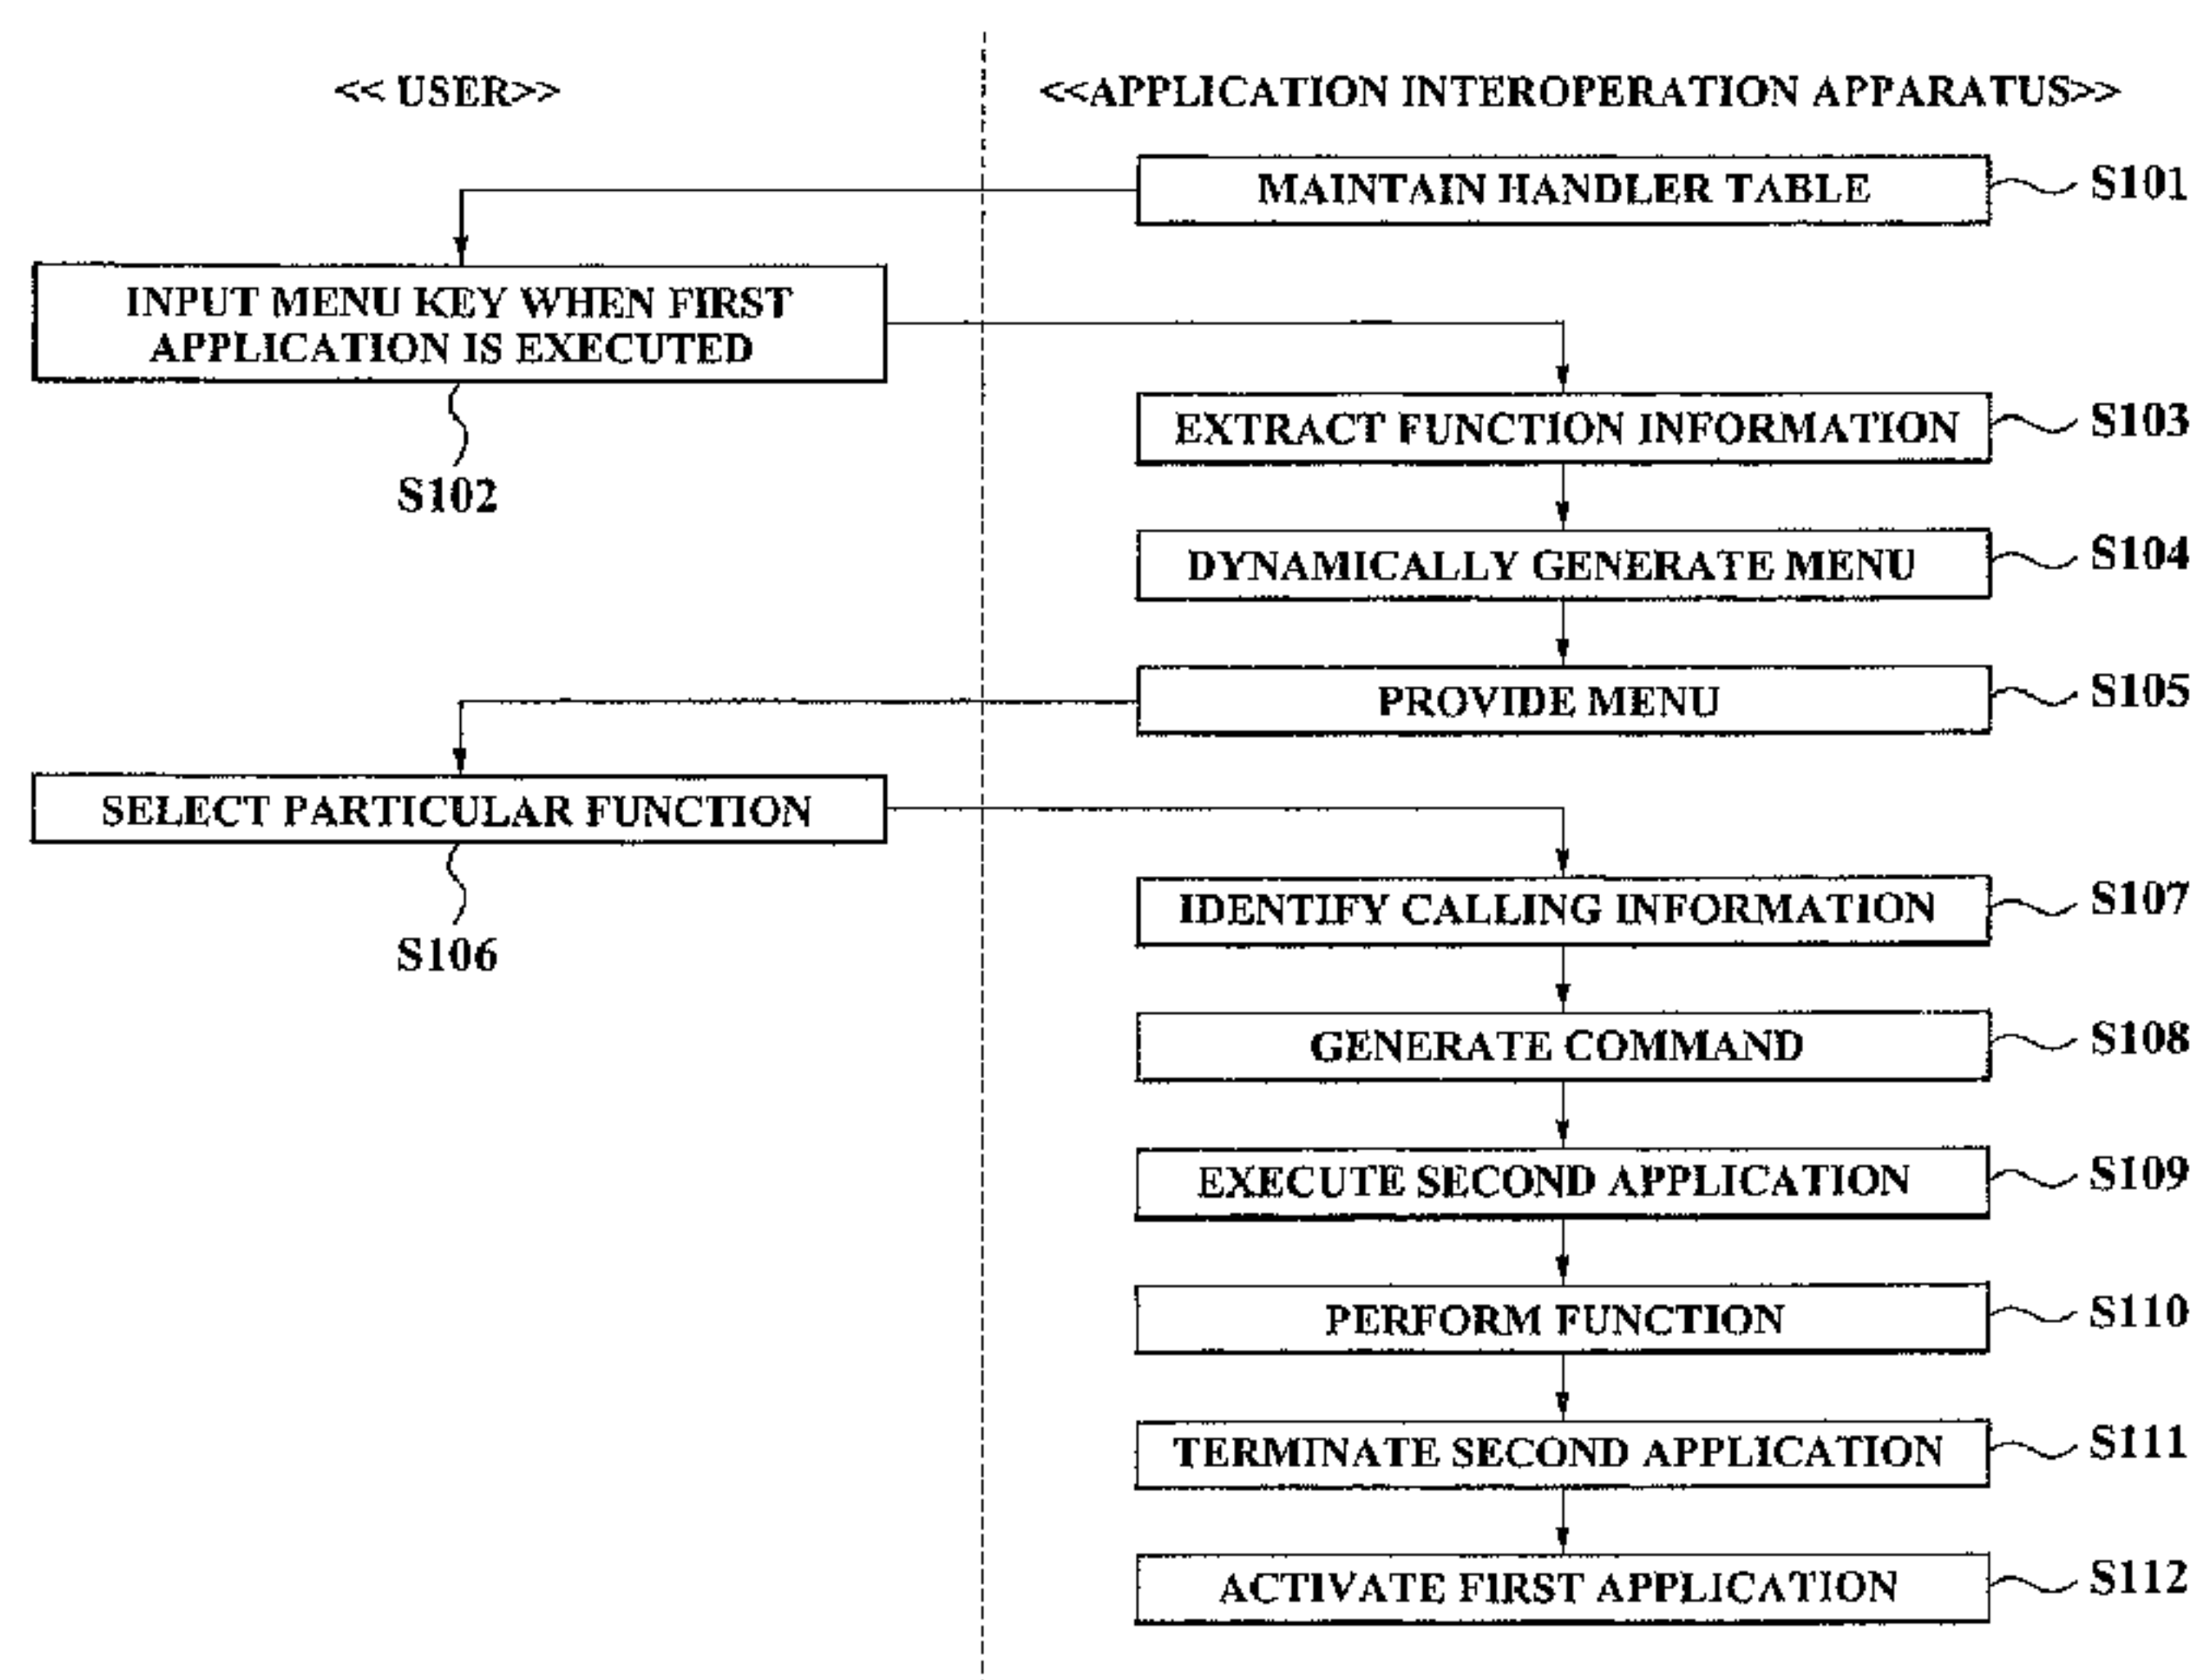 << USER>>
<<APPLICATION INTEROPERATION APPARATUS>>
MAINTAIN HANDLER TABLE
S101
INPUT MENU KEY WHEN FIRST
APPLICATION IS EXECUTED
S102
EXTRACT FUNCTION INFORMATION
S103
DYNAMICALLY GENERATE MENU
S104
PROVIDE MENU
S105
SELECT PARTICULAR FUNCTION
S106
IDENTIFY CALLING INFORMATION
S107
GENERATE COMMAND
S108
EXECUTE SECOND APPLICATION
S109
PERFORM FUNCTION
S110
TERMINATE SECOND APPLICATION
S111
ACTIVATE FIRST APPLICATION
S112